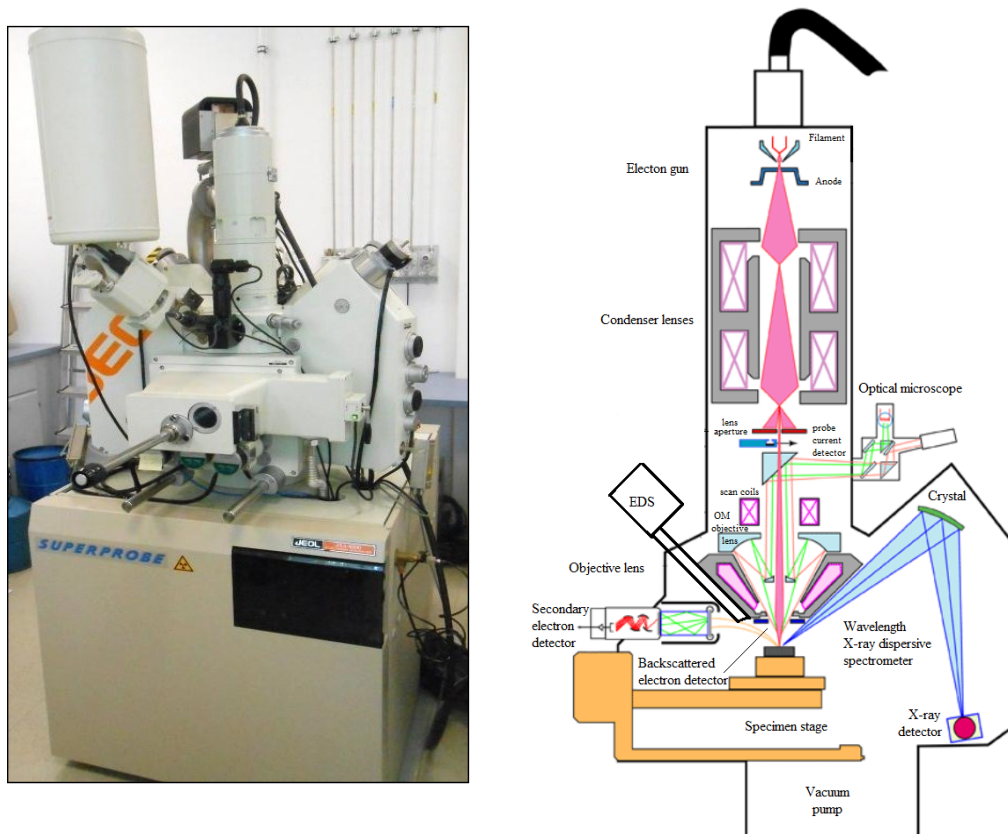 JEOL
SUPERPROBE
JEOL
Filament
Electon gun
Anode
Condenser lenses
Optical microscope
lens
aperture
probe
current
detector
scan coils
EDS
OM
objective
lens
Crystal
Objective lens
Secondary
electron
detector
Wavelength
X-ray dispersive
spectrometer
Backscattered
electron detector
X-ray
detector
Specimen stage
Vacuum
pump